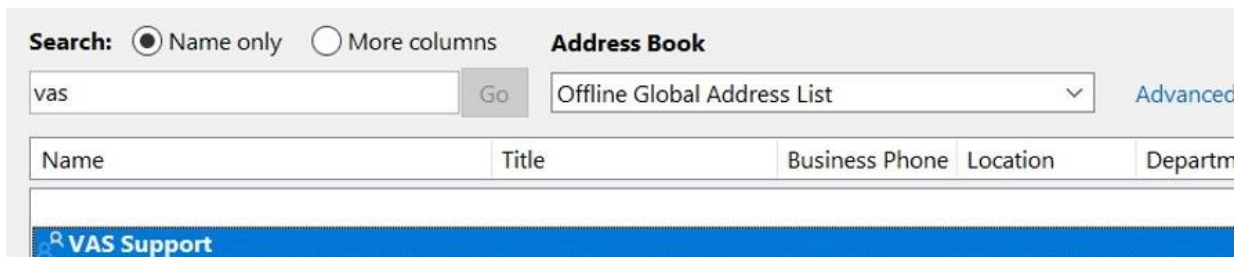 Search: Name only More columns Address Book
vas Go Offline Global Address List Advanced
Name Title Business Phone Location Departm
VAS Support